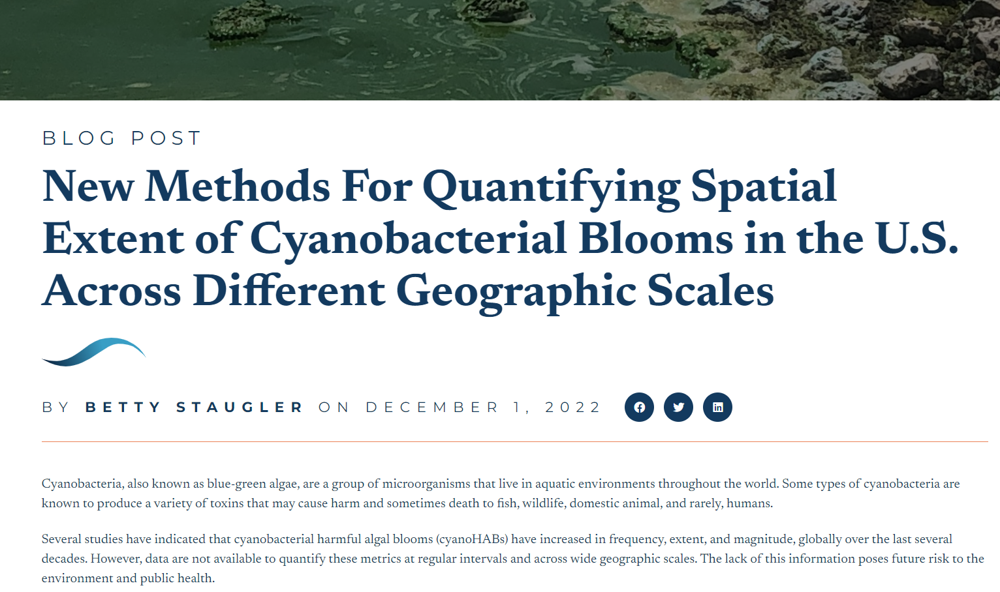 BLOG POST
New Methods For Quantifying Spatial
Extent of Cyanobacterial Blooms in the U.S.
Across Different Geographic Scales
BY BETTY STAUGLER ON DECEMBER 1, 2022
Cyanobacteria, also known as blue-green algae, are a group of microorganisms that live in aquatic environments throughout the world. Some types of cyanobacteria are
known to produce a variety of toxins that may cause harm and sometimes death to fish, wildlife, domestic animal, and rarely, humans.
Several studies have indicated that cyanobacterial harmful algal blooms (cyanoHABs) have increased in frequency, extent, and magnitude, globally over the last several
decades. However, data are not available to quantify these metrics at regular intervals and across wide geographic scales. The lack of this information poses future risk to the
environment and public health.